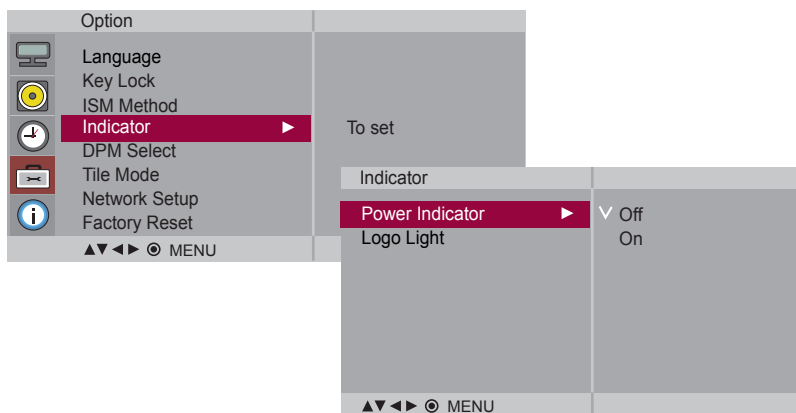 Option
Language
Key Lock
ISM Method
Indicator ► To set
DPM Select
Tile Mode
Network Setup
Factory Reset
▲▼◄► ◉ MENU
Indicator
Power Indicator ► ✓ Off
Logo Light On
▲▼◄► ◉ MENU